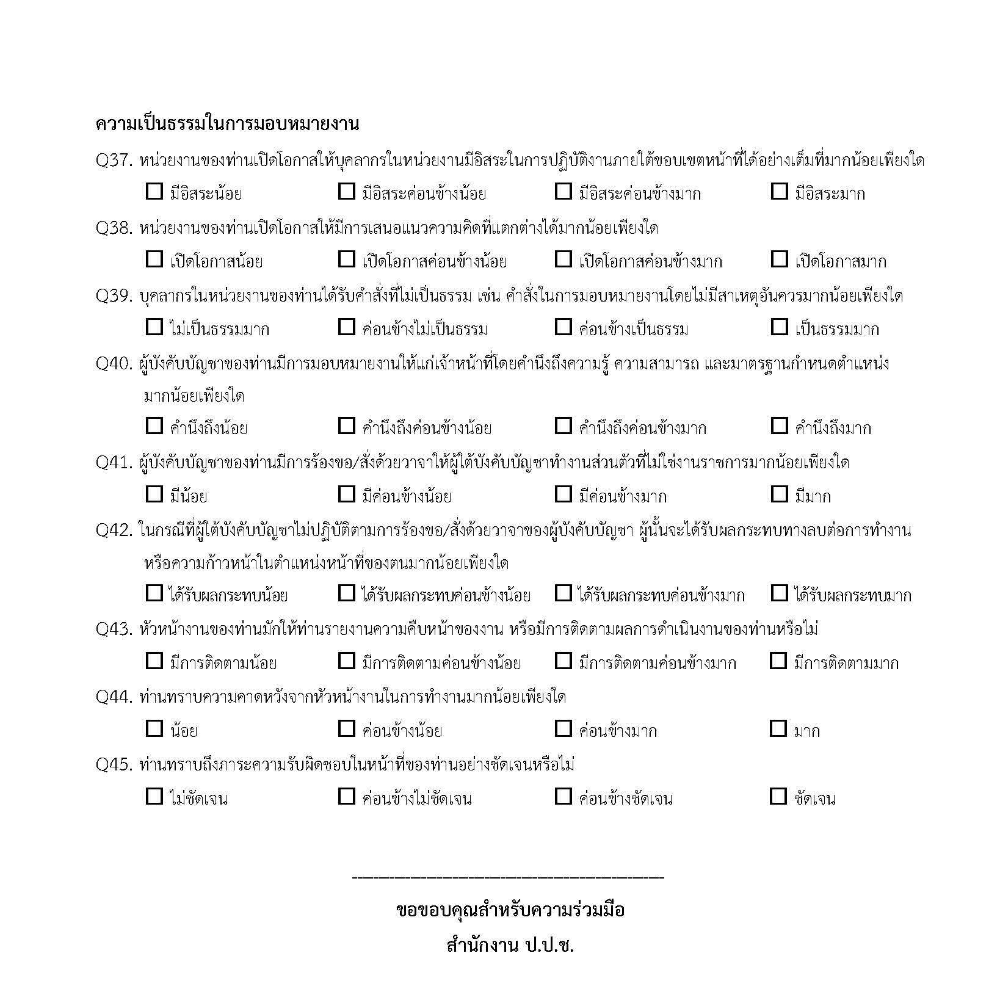 ความเป็นธรรมในการมอบหมายงาน
Q37. หน่วยงานของท่านเปิดโอกาสให้บุคลากรในหน่วยงานมีอิสระในการปฏิบัติงานภายใต้ขอบเขตหน้าที่ได้อย่างเต็มที่มากน้อยเพียงใด
☐ มีอิสระน้อย ☐ มีอิสระค่อนข้างน้อย ☐ มีอิสระค่อนข้างมาก ☐ มีอิสระมาก
Q38. หน่วยงานของท่านเปิดโอกาสให้มีการเสนอแนวความคิดที่แตกต่างได้มากน้อยเพียงใด
☐ เปิดโอกาสน้อย ☐ เปิดโอกาสค่อนข้างน้อย ☐ เปิดโอกาสค่อนข้างมาก ☐ เปิดโอกาสมาก
Q39. บุคลากรในหน่วยงานของท่านได้รับคำสั่งที่ไม่เป็นธรรม เช่น คำสั่งในการมอบหมายงานโดยไม่มีสาเหตุอันควรมากน้อยเพียงใด
☐ ไม่เป็นธรรมมาก ☐ ค่อนข้างไม่เป็นธรรม ☐ ค่อนข้างเป็นธรรม ☐ เป็นธรรมมาก
Q40. ผู้บังคับบัญชาของท่านมีการมอบหมายงานให้แก่เจ้าหน้าที่โดยคำนึงถึงความรู้ ความสามารถ และมาตรฐานกำหนดตำแหน่ง
มากน้อยเพียงใด
☐ คำนึงถึงน้อย ☐ คำนึงถึงค่อนข้างน้อย ☐ คำนึงถึงค่อนข้างมาก ☐ คำนึงถึงมาก
Q41. ผู้บังคับบัญชาของท่านมีการร้องขอ/สั่งด้วยวาจาให้ผู้ใต้บังคับบัญชาทำงานส่วนตัวที่ไม่ใช่งานราชการมากน้อยเพียงใด
☐ มีน้อย ☐ มีค่อนข้างน้อย ☐ มีค่อนข้างมาก ☐ มีมาก
Q42. ในกรณีที่ผู้ใต้บังคับบัญชาไม่ปฏิบัติตามการร้องขอ/สั่งด้วยวาจาของผู้บังคับบัญชา ผู้นั้นจะได้รับผลกระทบทางลบต่อการทำงาน
หรือความก้าวหน้าในตำแหน่งหน้าที่ของตนมากน้อยเพียงใด
☐ ได้รับผลกระทบน้อย ☐ ได้รับผลกระทบค่อนข้างน้อย ☐ ได้รับผลกระทบค่อนข้างมาก ☐ ได้รับผลกระทบมาก
Q43. หัวหน้างานของท่านมักให้ท่านรายงานความคืบหน้าของงาน หรือมีการติดตามผลการดำเนินงานของท่านหรือไม่
☐ มีการติดตามน้อย ☐ มีการติดตามค่อนข้างน้อย ☐ มีการติดตามค่อนข้างมาก ☐ มีการติดตามมาก
Q44. ท่านทราบความคาดหวังจากหัวหน้างานในการทำงานมากน้อยเพียงใด
☐ น้อย ☐ ค่อนข้างน้อย ☐ ค่อนข้างมาก ☐ มาก
Q45. ท่านทราบถึงภาระความรับผิดชอบในหน้าที่ของท่านอย่างชัดเจนหรือไม่
☐ ไม่ชัดเจน ☐ ค่อนข้างไม่ชัดเจน ☐ ค่อนข้างชัดเจน ☐ ชัดเจน
ขอขอบคุณสำหรับความร่วมมือ
สำนักงาน ป.ป.ช.